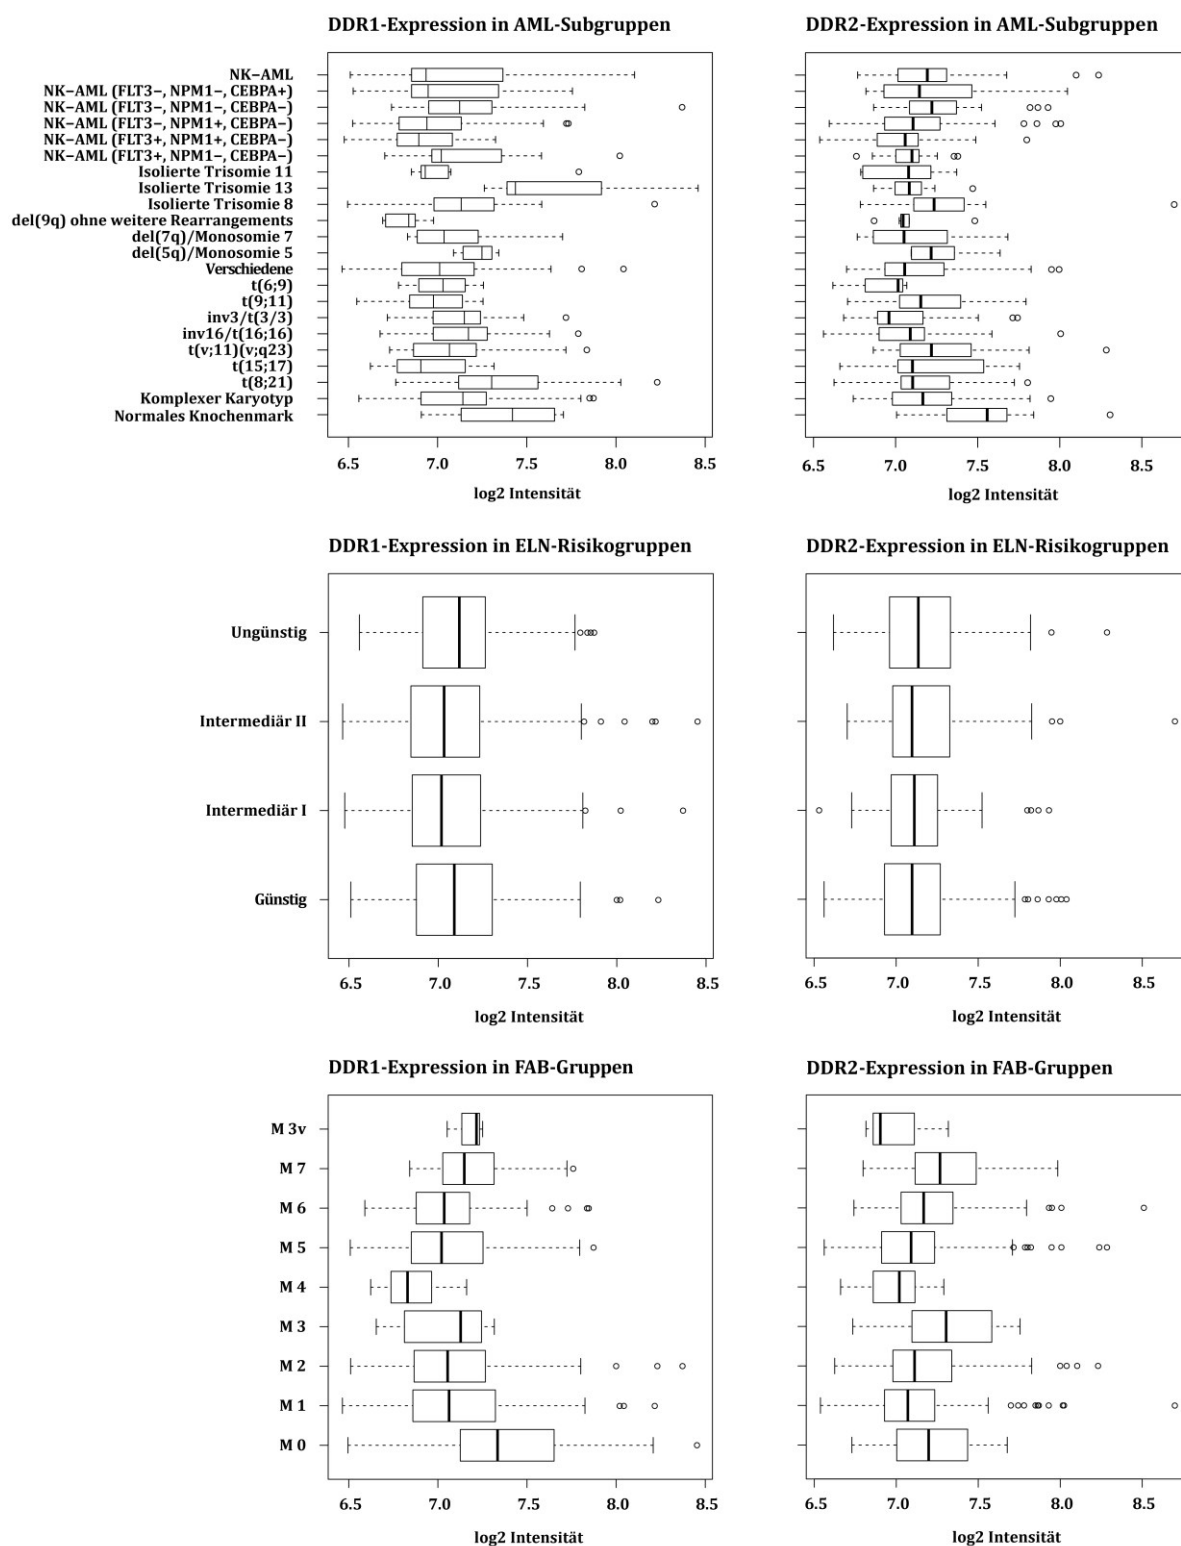 DDR1-Expression in AML-Subgruppen
DDR2-Expression in AML-Subgruppen
NK−AML
NK−AML (FLT3−, NPM1−, CEBPA+)
NK−AML (FLT3−, NPM1−, CEBPA−)
NK−AML (FLT3−, NPM1+, CEBPA−)
NK−AML (FLT3+, NPM1+, CEBPA−)
NK−AML (FLT3+, NPM1−, CEBPA−)
Isolierte Trisomie 11
Isolierte Trisomie 13
Isolierte Trisomie 8
del(9q) ohne weitere Rearrangements
del(7q)/Monosomie 7
del(5q)/Monosomie 5
Verschiedene
t(6;9)
t(9;11)
inv3/t(3/3)
inv16/t(16;16)
t(v;11)(v;q23)
t(15;17)
t(8;21)
Komplexer Karyotyp
Normales Knochenmark
6.5 7.0 7.5 8.0 8.5
6.5 7.0 7.5 8.0 8.5
log2 Intensität
log2 Intensität
DDR1-Expression in ELN-Risikogruppen
DDR2-Expression in ELN-Risikogruppen
Ungünstig
Intermediär II
Intermediär I
Günstig
6.5 7.0 7.5 8.0 8.5
6.5 7.0 7.5 8.0 8.5
log2 Intensität
log2 Intensität
DDR1-Expression in FAB-Gruppen
DDR2-Expression in FAB-Gruppen
M 3v
M 7
M 6
M 5
M 4
M 3
M 2
M 1
M 0
6.5 7.0 7.5 8.0 8.5
6.5 7.0 7.5 8.0 8.5
log2 Intensität
log2 Intensität